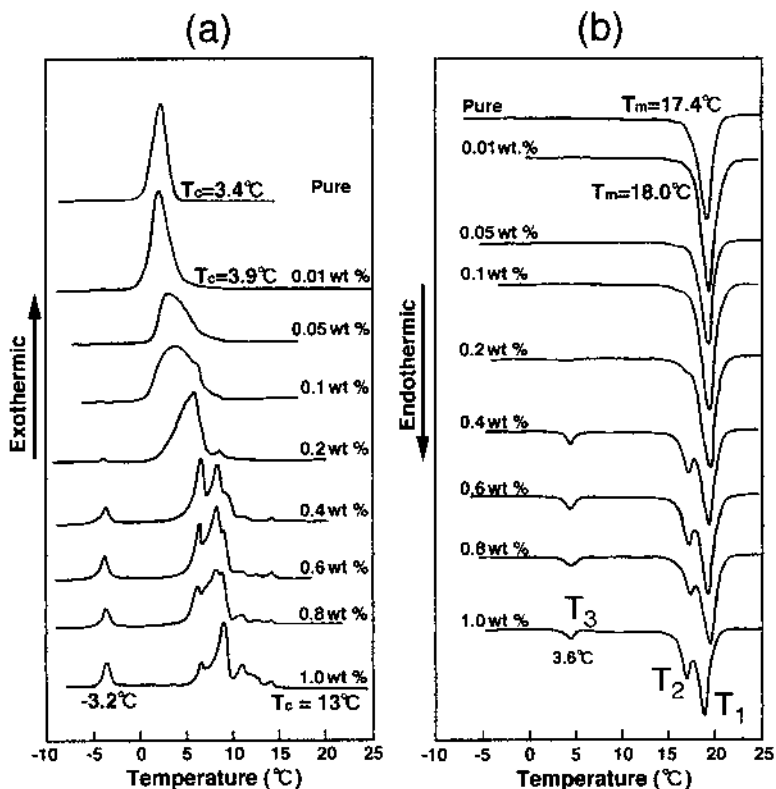 (a)
(b)
Exothermic
Tc=3.4℃
Pure
Tc=3.9℃
0.01 wt %
0.05 wt %
0.1 wt %
0.2 wt %
0.4 wt %
0.6 wt %
0.8 wt %
1.0 wt %
-3.2℃
Tc = 13℃
-10 -5 0 5 10 15 20 25
Temperature (℃)
Endothermic
Pure
Tm=17.4℃
0.01 wt.%
Tm=18.0℃
0.05 wt %
0.1 wt %
0.2 wt %
0.4 wt %
0.6 wt %
0.8 wt %
1.0 wt %
T3
3.6℃
T2
T1
-10 -5 0 5 10 15 20 25
Temperature (℃)